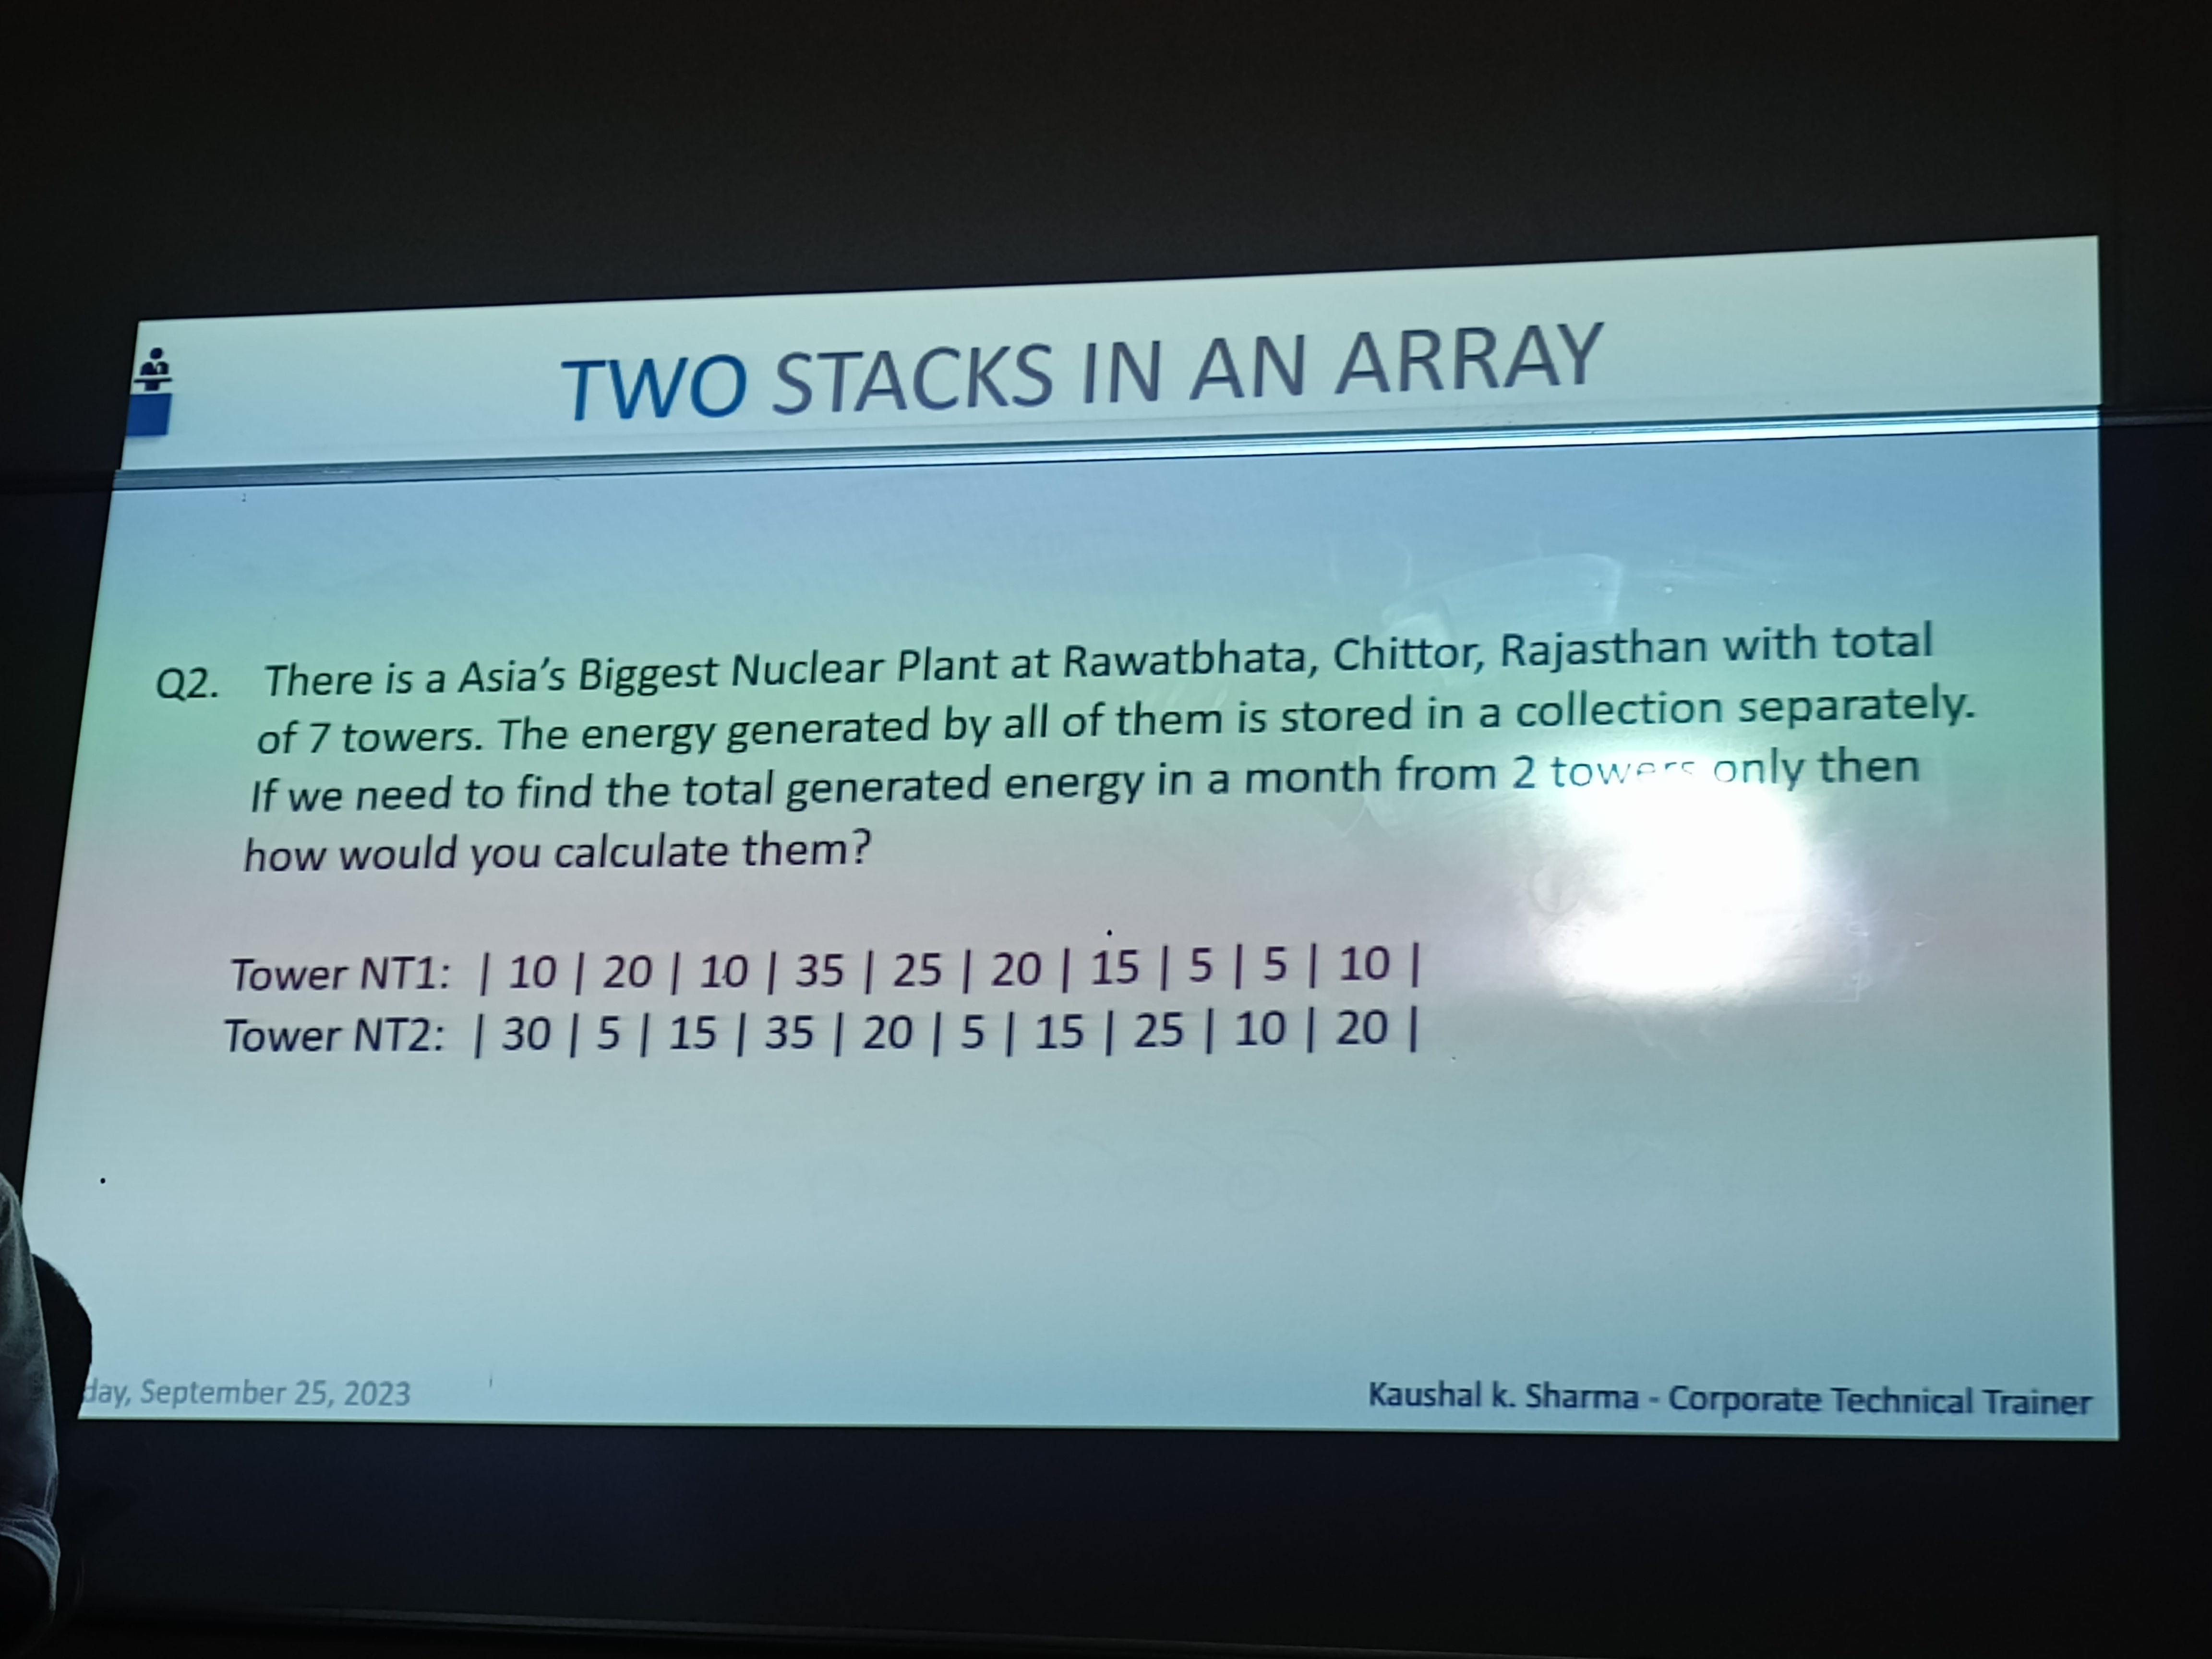 TWO STACKS IN AN ARRAY
Q2. There is a Asia's Biggest Nuclear Plant at Rawatbhata, Chittor, Rajasthan with total
of 7 towers. The energy generated by all of them is stored in a collection separately.
If we need to find the total generated energy in a month from 2 towers only then
how would you calculate them?
Tower NT1: | 10 | 20 | 10 | 35 | 25 | 20 | 15 | 5 | 5 | 10 |
Tower NT2: | 30 | 5 | 15 | 35 | 20 | 5 | 15 | 25 | 10 | 20 |
day, September 25, 2023
Kaushal k. Sharma - Corporate Technical Trainer